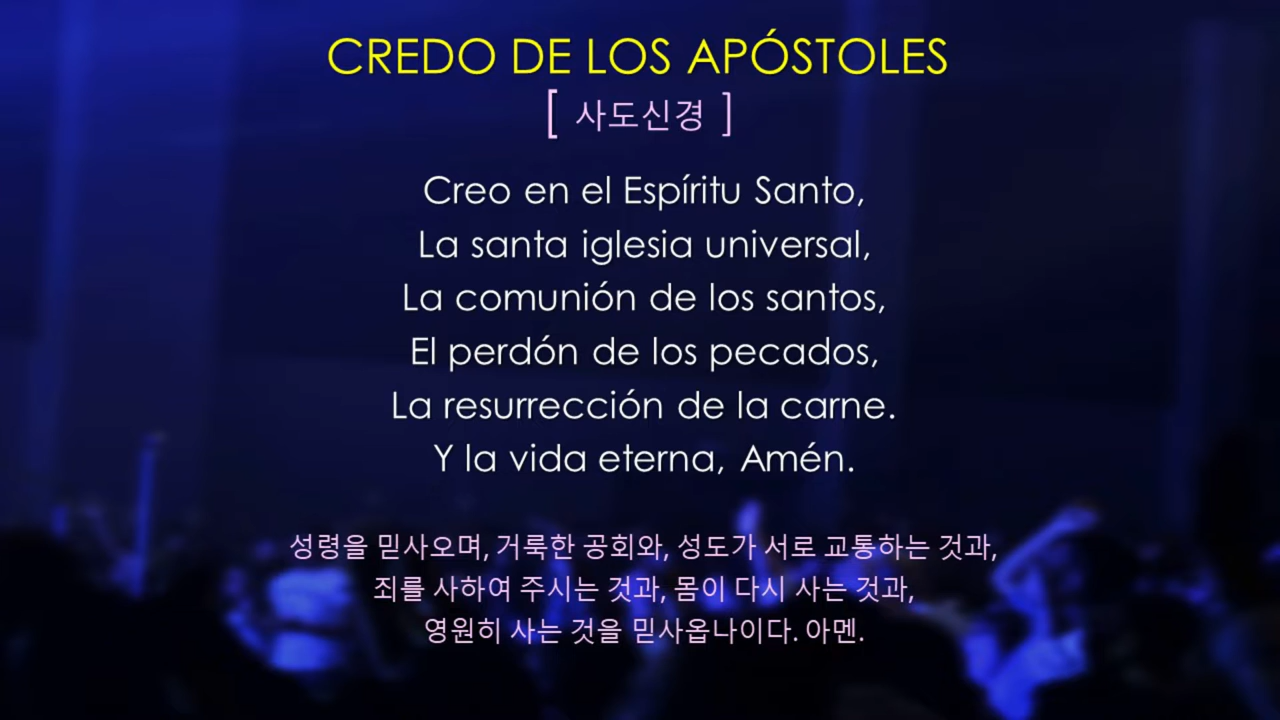 CREDO DE LOS APÓSTOLES
[ 사도신경 ]
Creo en el Espíritu Santo,
La santa iglesia universal,
La comunión de los santos,
El perdón de los pecados,
La resurrección de la carne.
Y la vida eterna, Amén.
성령을 믿사오며, 거룩한 공회와, 성도가 서로 교통하는 것과,
죄를 사하여 주시는 것과, 몸이 다시 사는 것과,
영원히 사는 것을 믿사옵나이다. 아멘.